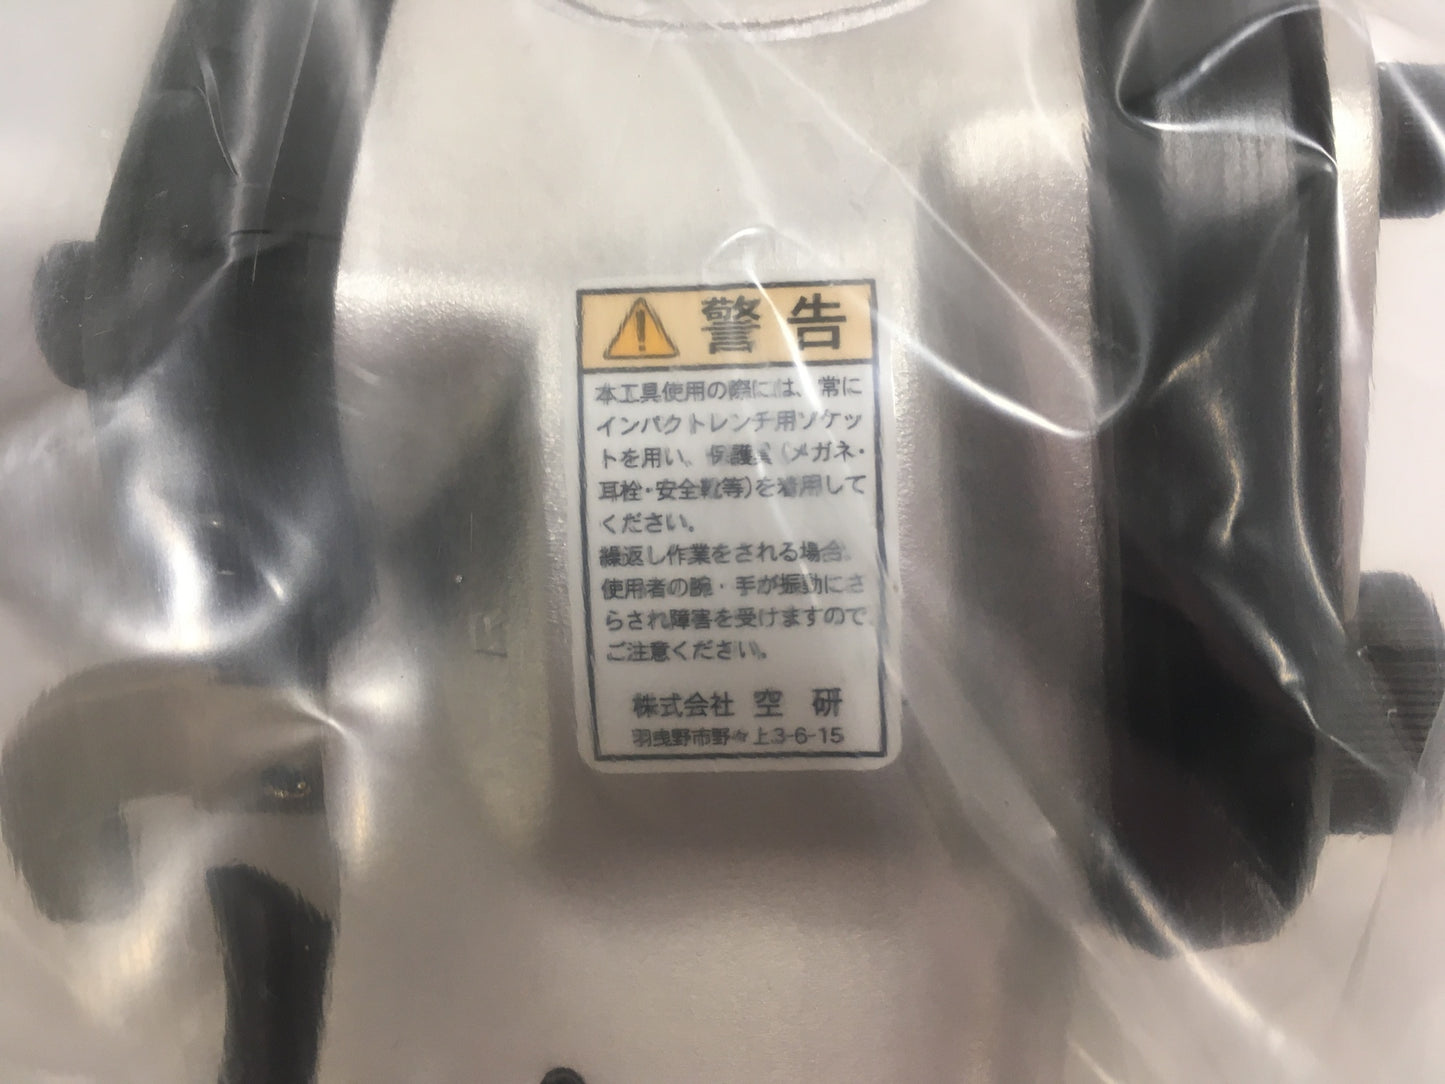 警告
本工具使用の際には、常に
インパクトレンチ用ソケッ
トを用い、保護具(メガネ・
耳栓・安全靴等)を着用して
ください。
繰返し作業をされる場合、
使用者の腕・手が振動にさ
らされ障害を受けますので、
ご注意ください。
株式会社 空研
羽曳野市野々上3-6-15